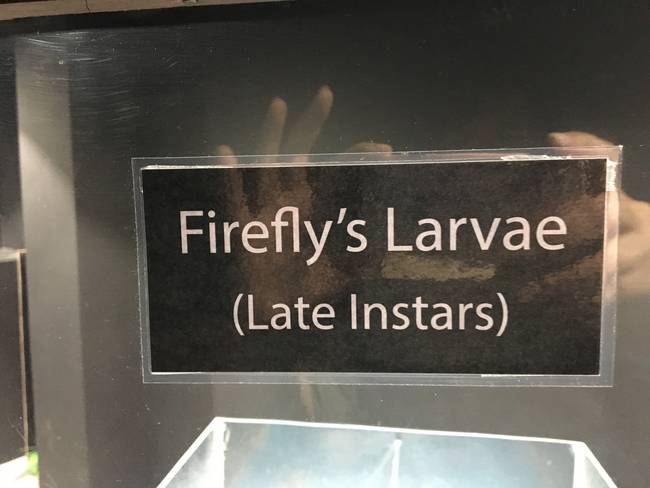 Firefly’s Larvae
(Late Instars)